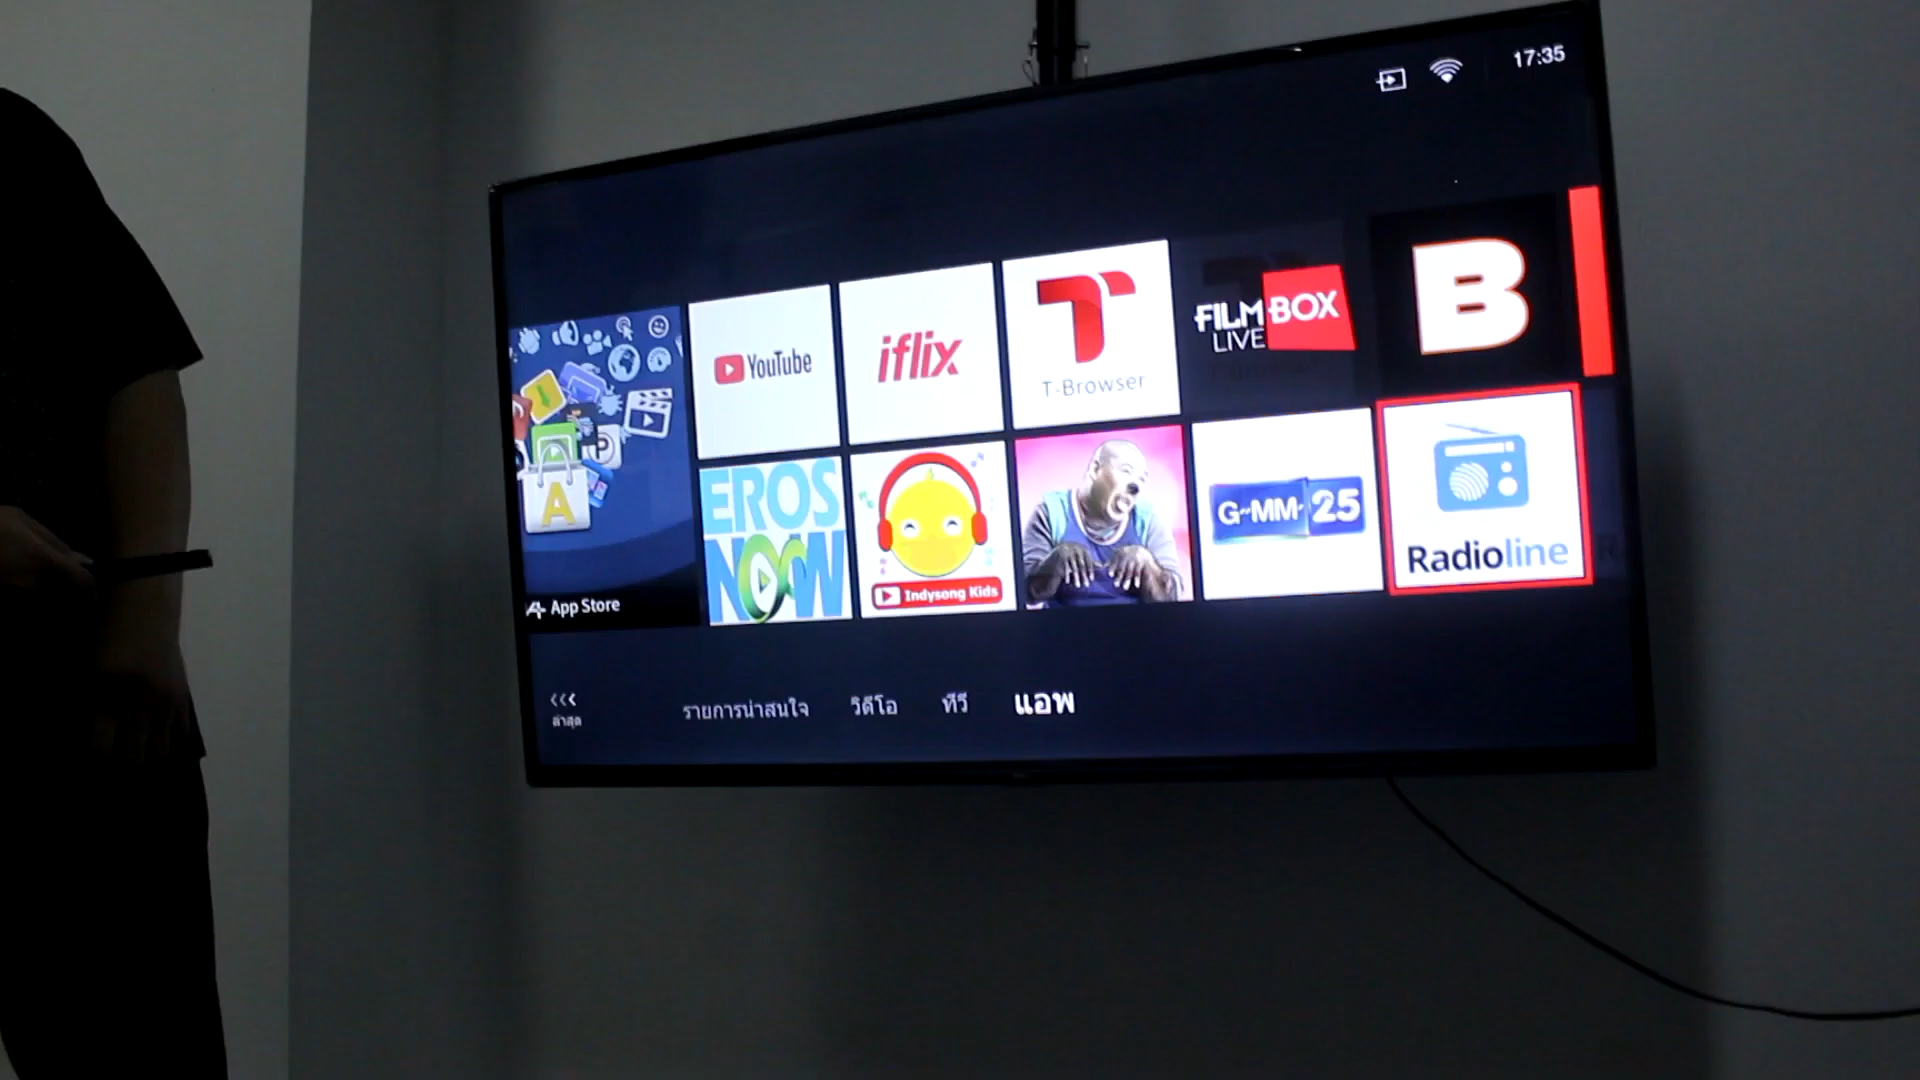 17:35
YouTube
iflix
T-Browser
FILMBOX
LIVE
B
A
App Store
EROS
NOW
Indysong Kids
G-MM-25
Radioline
ล่าสุด
รายการน่าสนใจ
วิดีโอ
ทีวี
แอพ